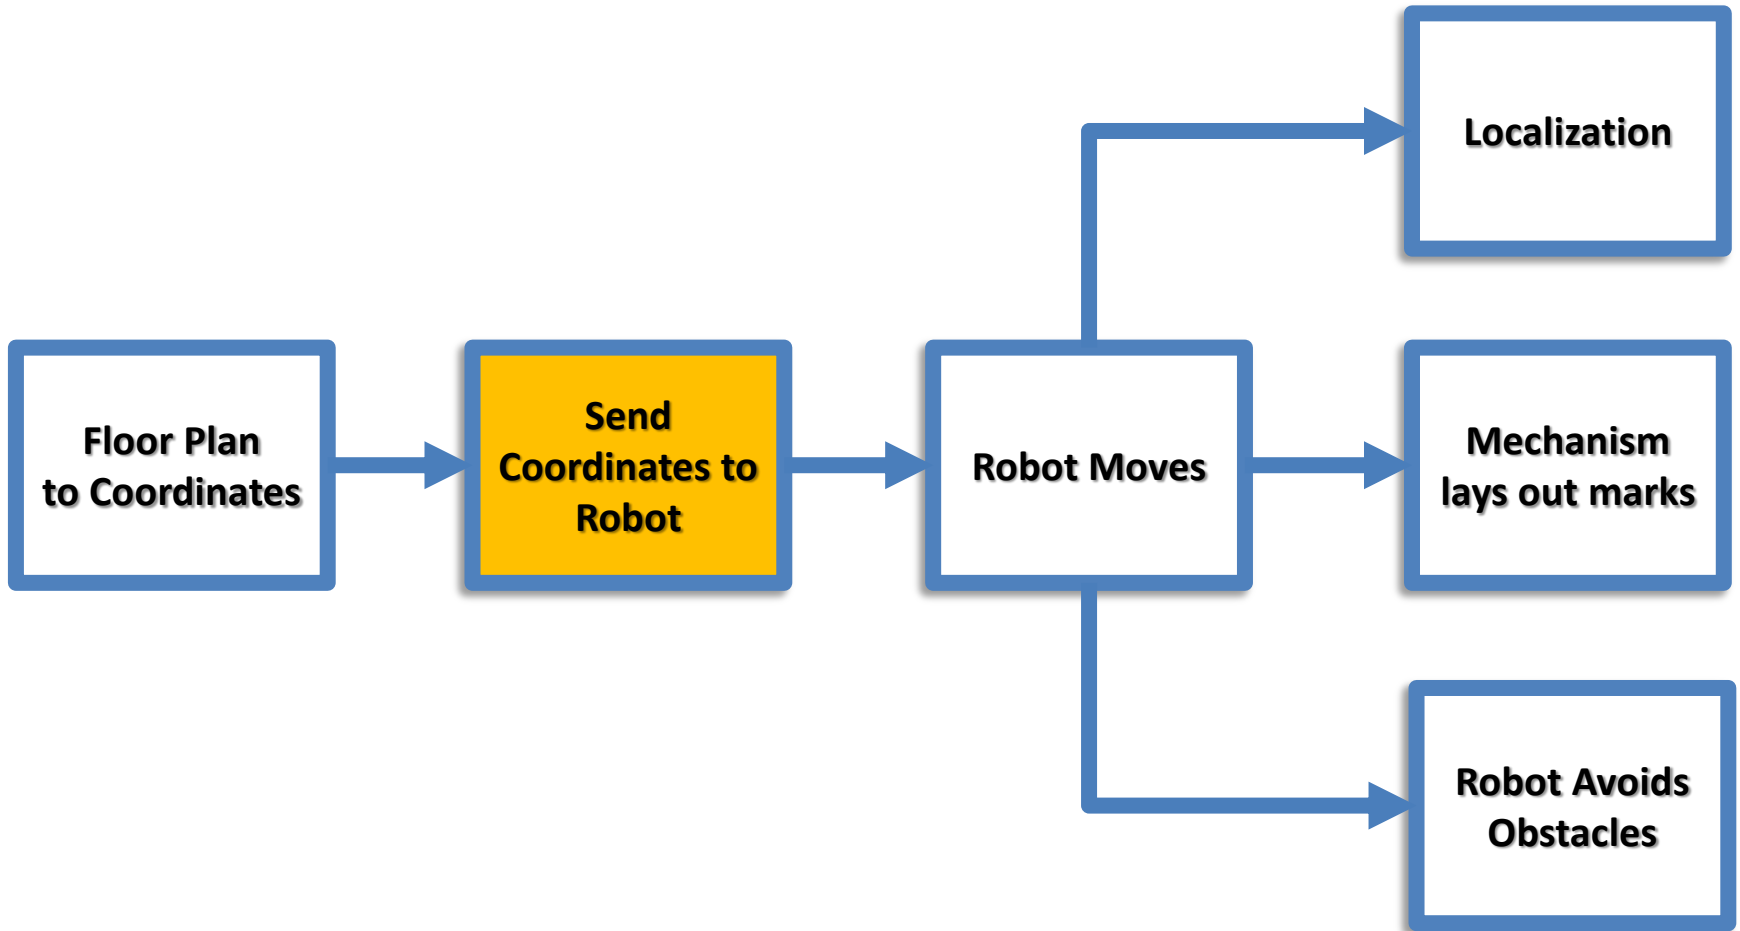 Floor Plan
to Coordinates
Send
Coordinates to
Robot
Robot Moves
Localization
Mechanism
lays out marks
Robot Avoids
Obstacles